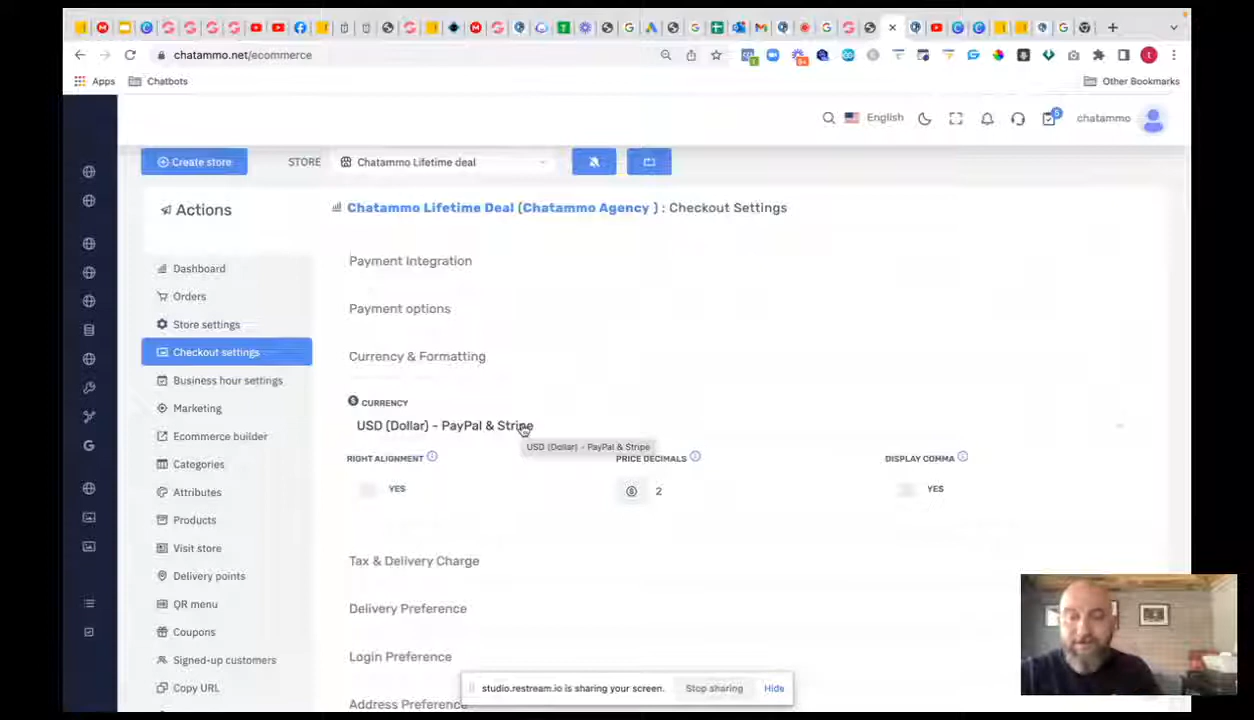 chatammo.net/ecommerce
Apps
Chatbots
Other Bookmarks
English
5
chatammo
Create store
STORE
Chatammo Lifetime deal
Actions
Chatammo Lifetime Deal (Chatammo Agency ) : Checkout Settings
Payment Integration
Dashboard
Orders
Payment options
Store settings
Checkout settings
Currency & Formatting
Business hour settings
CURRENCY
Marketing
USD (Dollar) - PayPal & Stripe
Ecommerce builder
USD (Dollar) - PayPal & Stripe
RIGHT ALIGNMENT
PRICE DECIMALS
DISPLAY COMMA
Categories
YES
2
YES
Attributes
Products
Visit store
Tax & Delivery Charge
Delivery points
QR menu
Delivery Preference
Coupons
Signed-up customers
Login Preference
Copy URL
studio.restream.io is sharing your screen.
Stop sharing
Hide
Address Preference